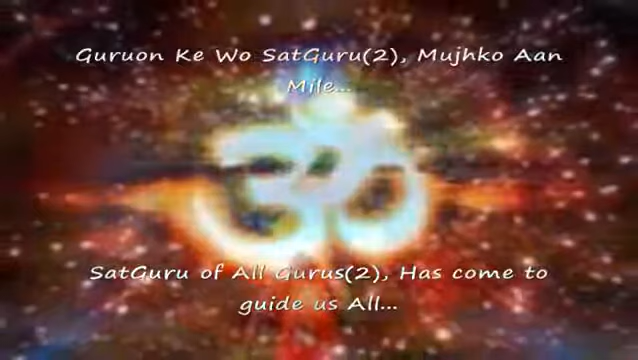 Guruon Ke Wo SatGuru(2), Mujhko Aan
Mile...
ॐ
SatGuru of All Gurus(2), Has come to
guide us All...